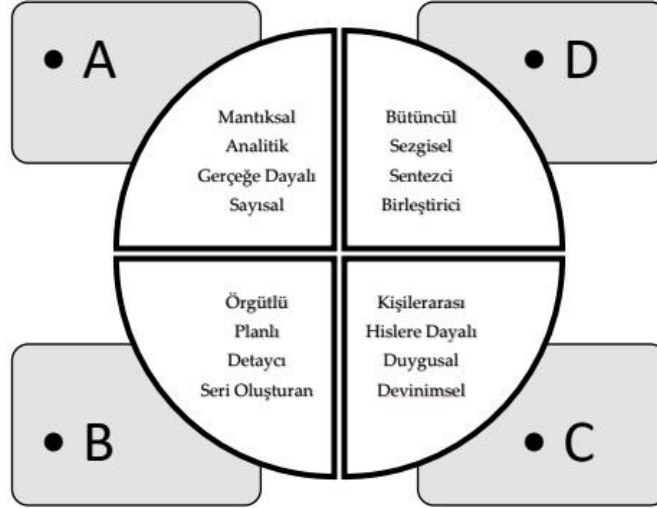 • A
Mantıksal
Analitik
Gerçeğe Dayalı
Sayısal
• D
Bütüncül
Sezgisel
Sentezci
Birleştirici
• B
Örgütlü
Planlı
Detaycı
Seri Oluşturan
• C
Kişilerarası
Hislere Dayalı
Duygusal
Devinimsel